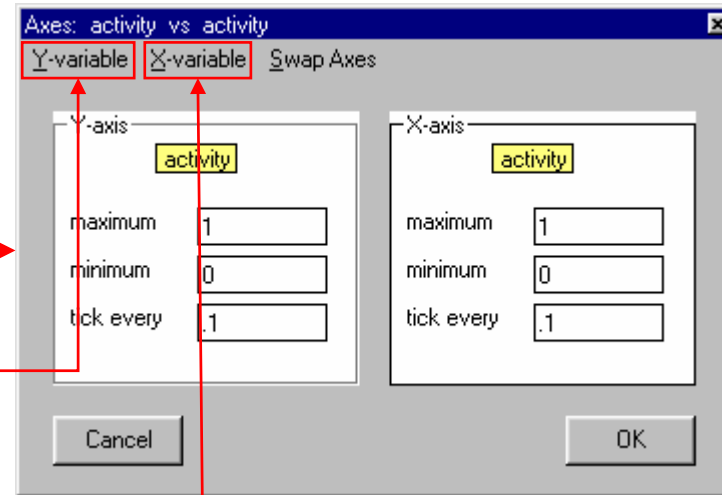 Axes: activity vs activity
Y-variable X-variable Swap Axes
Y-axis
activity
maximum 1
minimum 0
tick every .1
X-axis
activity
maximum 1
minimum 0
tick every .1
Cancel OK